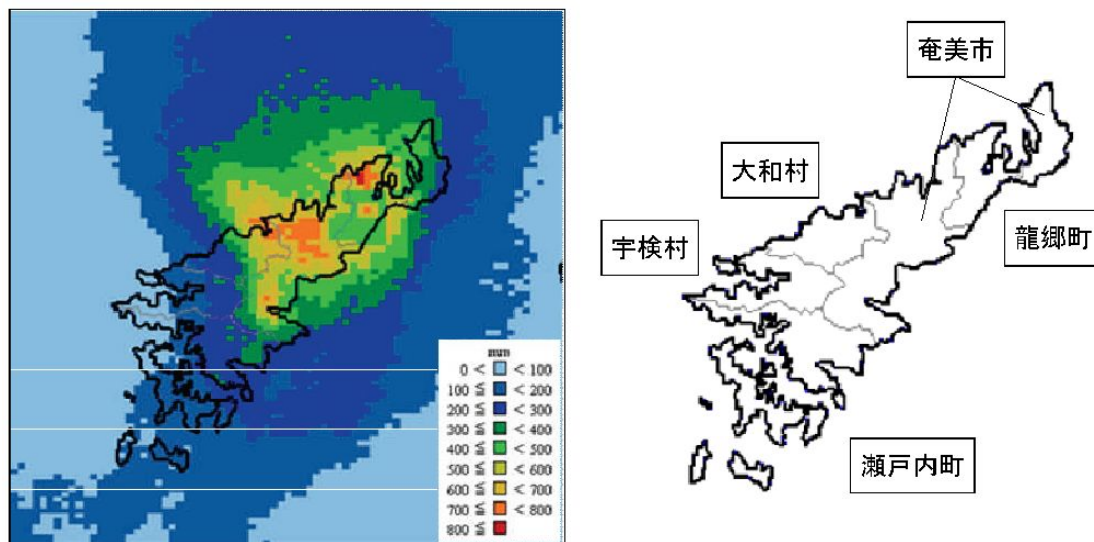 mm
0 < < 100
100 ≦ < 200
200 ≦ < 300
300 ≦ < 400
400 ≦ < 500
500 ≦ < 600
600 ≦ < 700
700 ≦ < 800
800 ≦
奄美市
大和村
宇検村
龍郷町
瀬戸内町